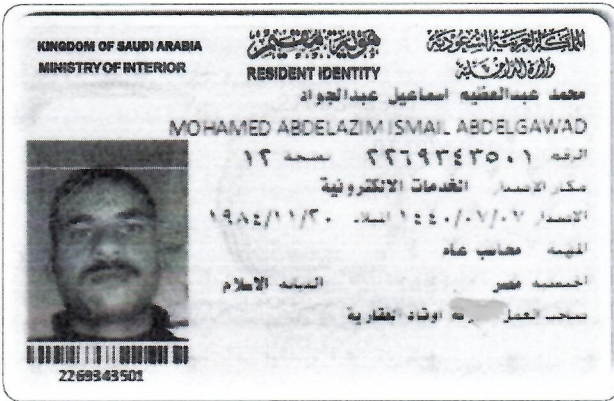 KINGDOM OF SAUDI ARABIA
MINISTRY OF INTERIOR
هوية مقيم
RESIDENT IDENTITY
المملكة العربية السعودية
وزارة الداخلية
محمد عبدالعظيم اسماعيل عبدالجواد
MOHAMED ABDELAZIM ISMAIL ABDELGAWAD
الرقم ٢٢٦٩٣٤٣٥٠١ نسخة ١٢
مكان الاصدار الخدمات الالكترونية
الاصدار ١٤٤٠/٠٧/٠٧ الميلاد ١٩٨٤/١١/٢٠
المهنة محاسب عام
الجنسية مصر الديانة الاسلام
صاحب العمل اوتاد العقارية
2269343501